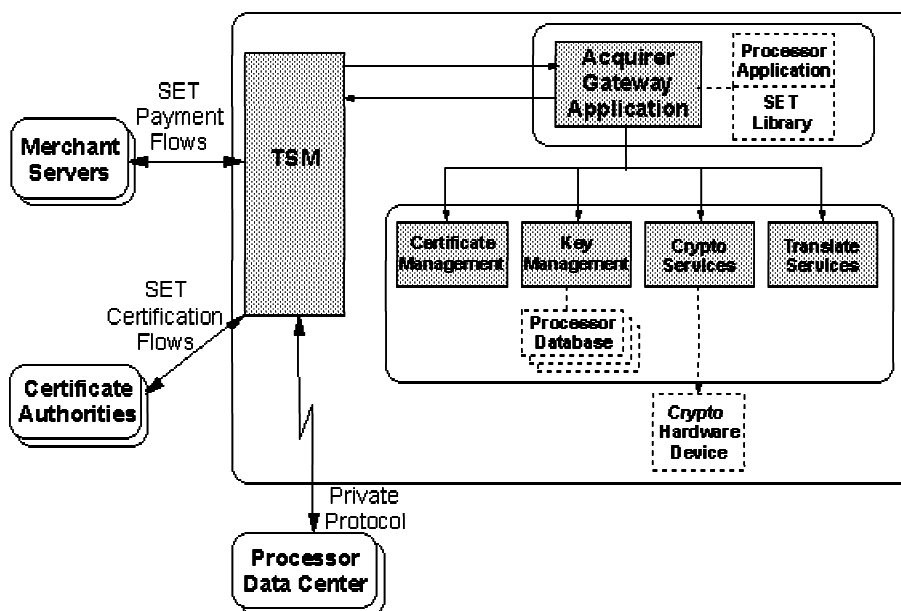 Acquirer
Gateway
Application
Processor
Application
SET
Library
SET
Payment
Flows
Merchant
Servers
TSM
Certificate
Management
Key
Management
Crypto
Services
Translate
Services
SET
Certification
Flows
Processor
Database
Certificate
Authorities
Crypto
Hardware
Device
Private
Protocol
Processor
Data Center